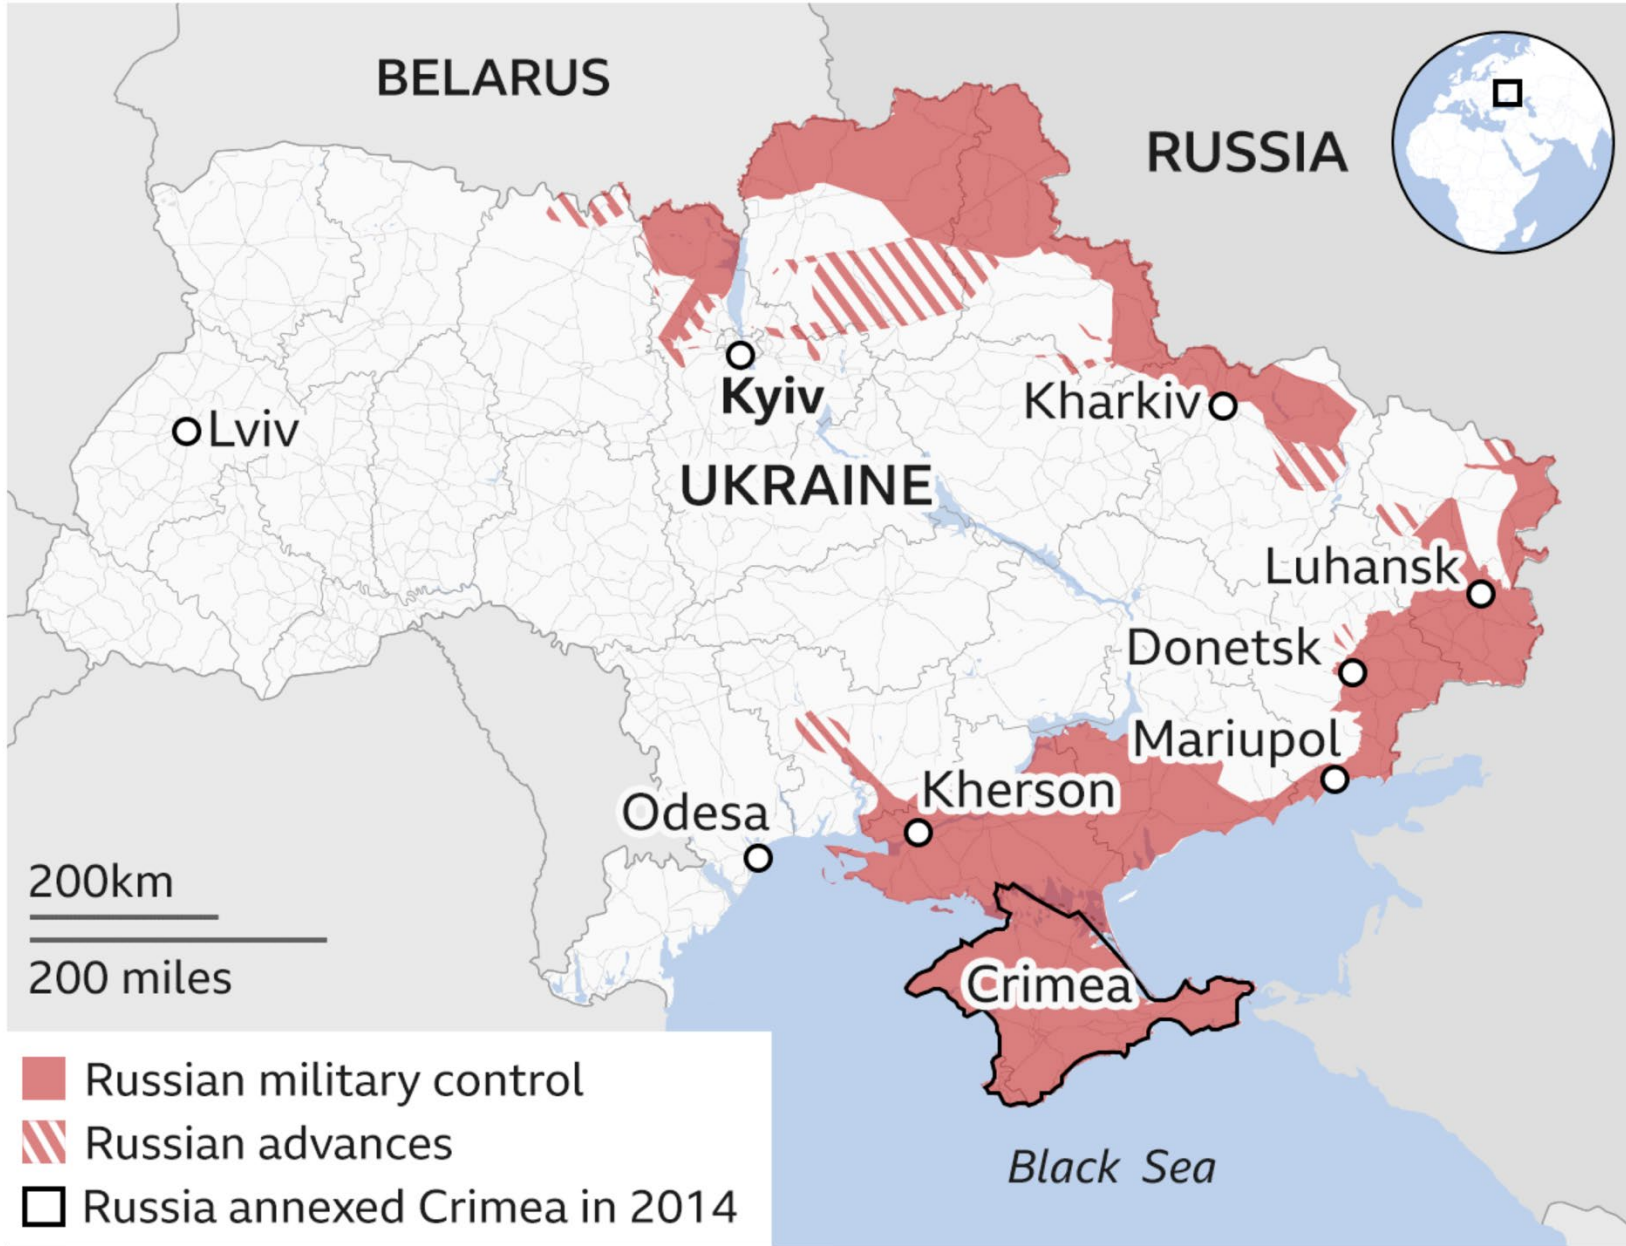 BELARUS
RUSSIA
Kyiv
Kharkiv
Lviv
UKRAINE
Luhansk
Donetsk
Mariupol
Kherson
Odesa
200km
200 miles
Crimea
Russian military control
Russian advances
Russia annexed Crimea in 2014
Black Sea